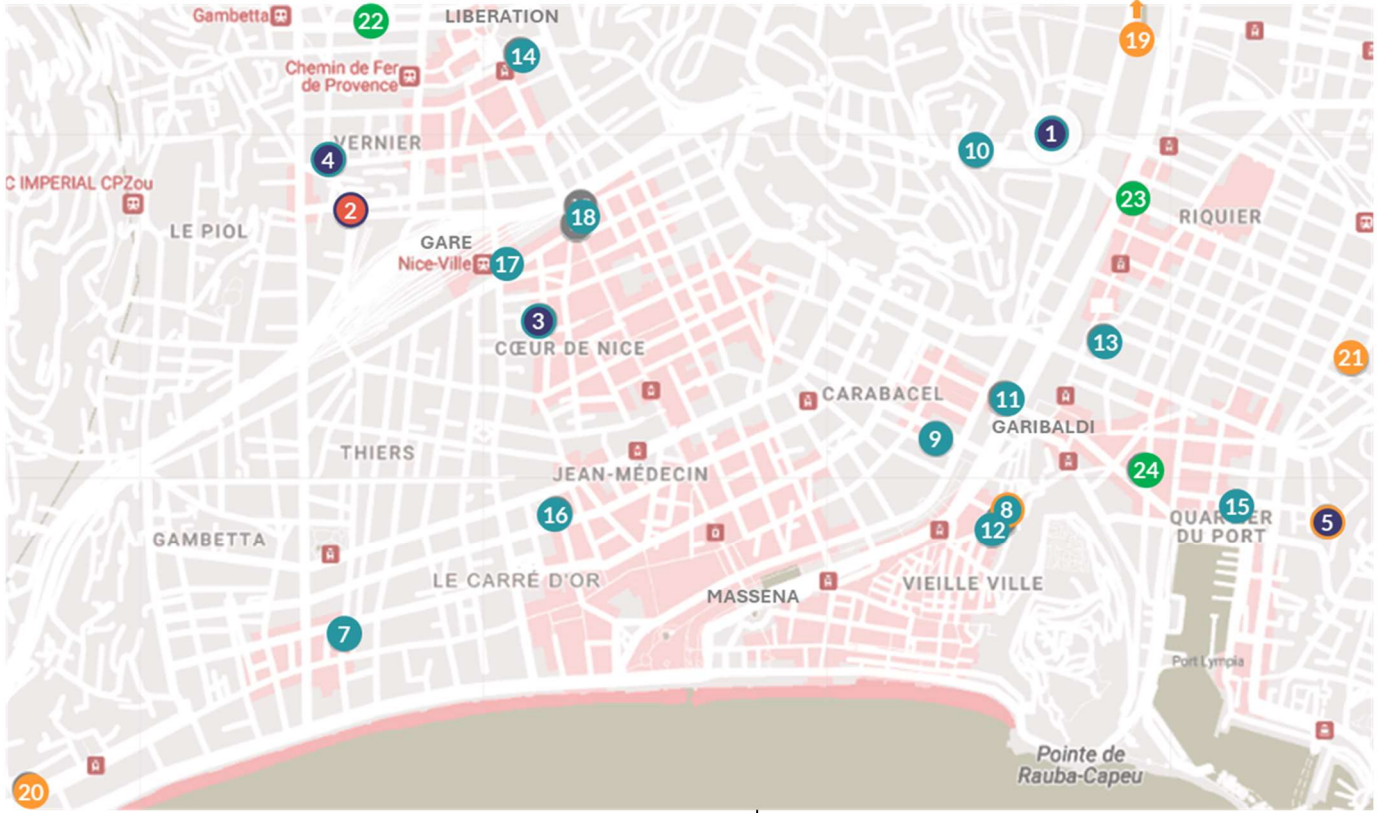 Gambetta
22
LIBERATION
19
14
Chemin de Fer
de Provence
1
VERNIER
10
4
C IMPERIAL CPZou
23
2
18
RIQUIER
LE PIOL
GARE
Nice-Ville
17
3
CŒUR DE NICE
13
21
CARABACEL
11
GARIBALDI
9
THIERS
JEAN-MÉDECIN
24
16
8
15
12
QUARTIER
DU PORT
5
GAMBETTA
LE CARRÉ D'OR
MASSENA
VIEILLE VILLE
7
Port Lympia
Pointe de
Rauba-Capeu
20